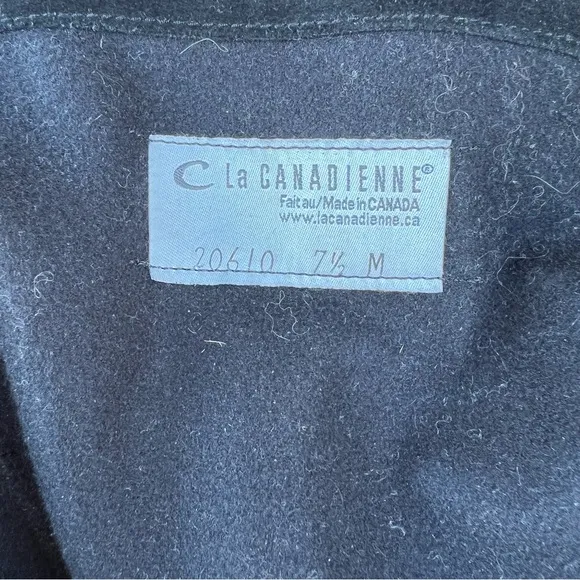 La CANADIENNE®
Fait au/Made in CANADA
www.lacanadienne.ca
20610 7½ M